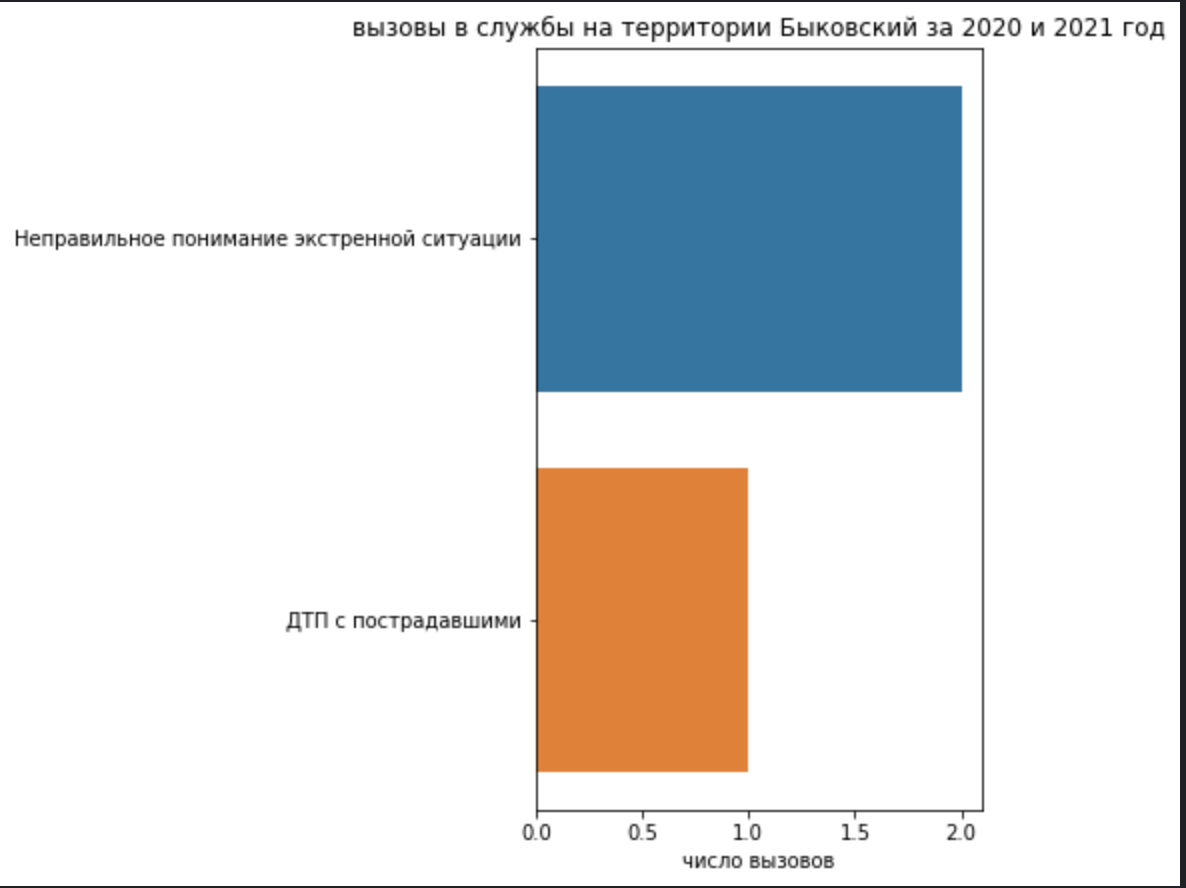 вызовы в службы на территории Быковский за 2020 и 2021 год
Неправильное понимание экстренной ситуации
ДТП с пострадавшими
0.0 0.5 1.0 1.5 2.0
число вызовов